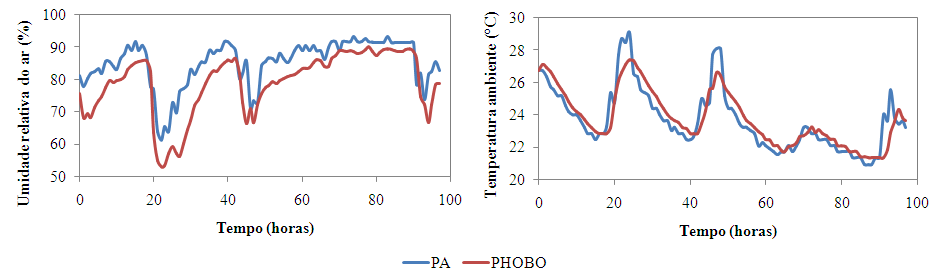 Umidade relativa do ar (%)
100
90
80
70
60
50
0 20 40 60 80 100
Tempo (horas)
Temperatura ambiente (°C)
30
28
26
24
22
20
0 20 40 60 80 100
Tempo (horas)
PA PHOBO